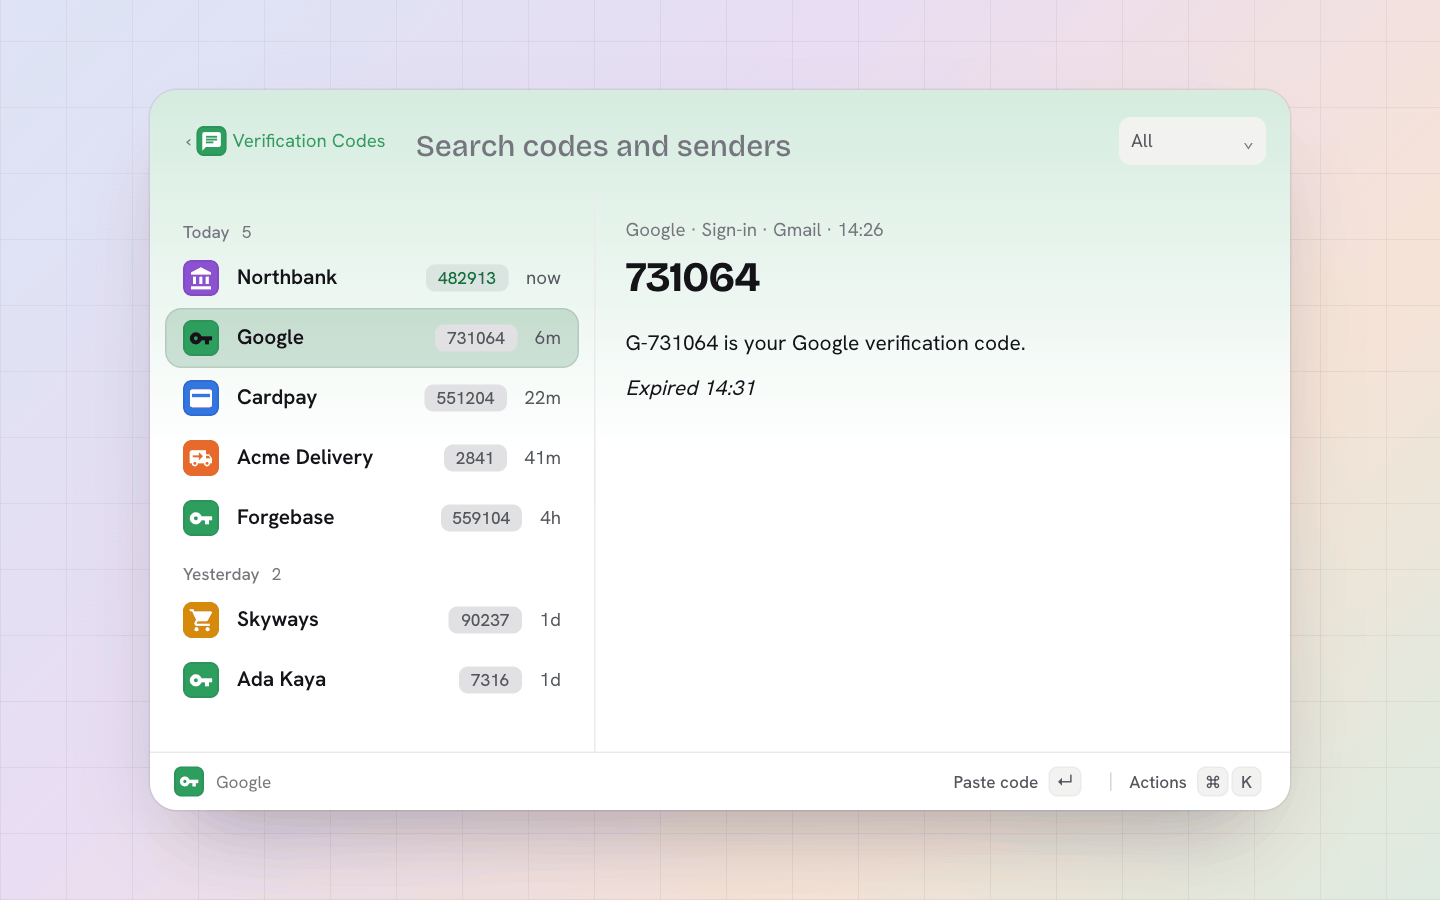 ‹ Verification Codes
Search codes and senders
All
Today 5
Northbank 482913 now
Google 731064 6m
Cardpay 551204 22m
Acme Delivery 2841 41m
Forgebase 559104 4h
Yesterday 2
Skyways 90237 1d
Ada Kaya 7316 1d
Google · Sign-in · Gmail · 14:26
731064
G-731064 is your Google verification code.
Expired 14:31
Google
Paste code ↵
Actions ⌘ K